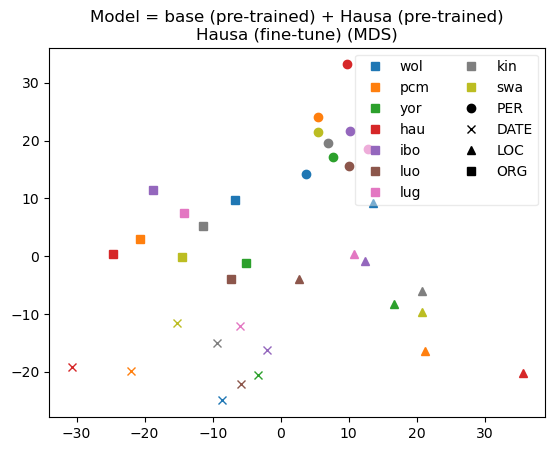 Model = base (pre-trained) + Hausa (pre-trained)
Hausa (fine-tune) (MDS)
wol
pcm
yor
hau
ibo
luo
lug
kin
swa
PER
DATE
LOC
ORG
30
20
10
0
−10
−20
−30 −20 −10 0 10 20 30